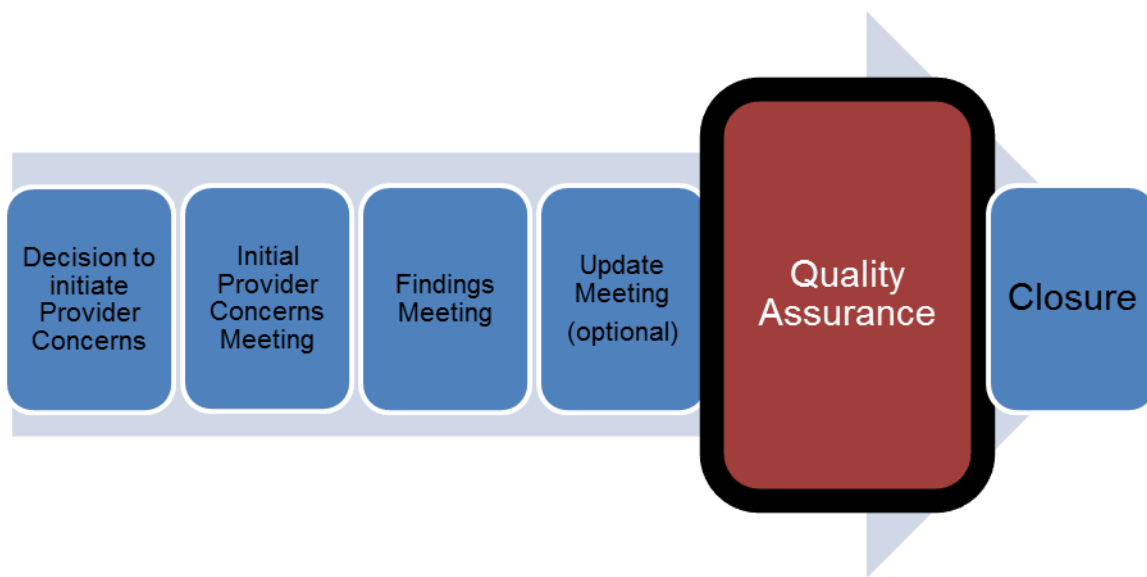 Decision to
initiate
Provider
Concerns
Initial
Provider
Concerns
Meeting
Findings
Meeting
Update
Meeting
(optional)
Quality
Assurance
Closure